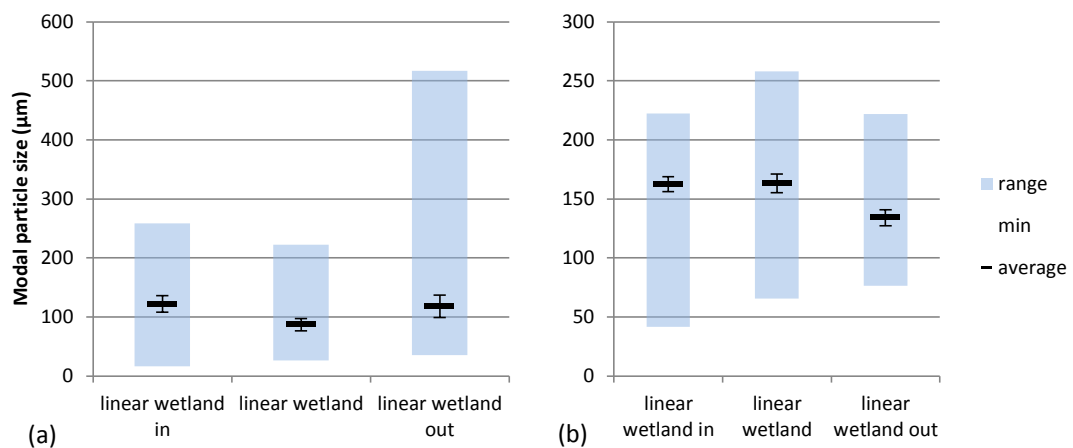 Modal particle size (µm)
600
500
400
300
200
100
0
linear wetland
in
linear wetland
linear wetland
out
(a)
300
250
200
150
100
50
0
linear
wetland in
linear
wetland
linear
wetland out
(b)
range
min
average